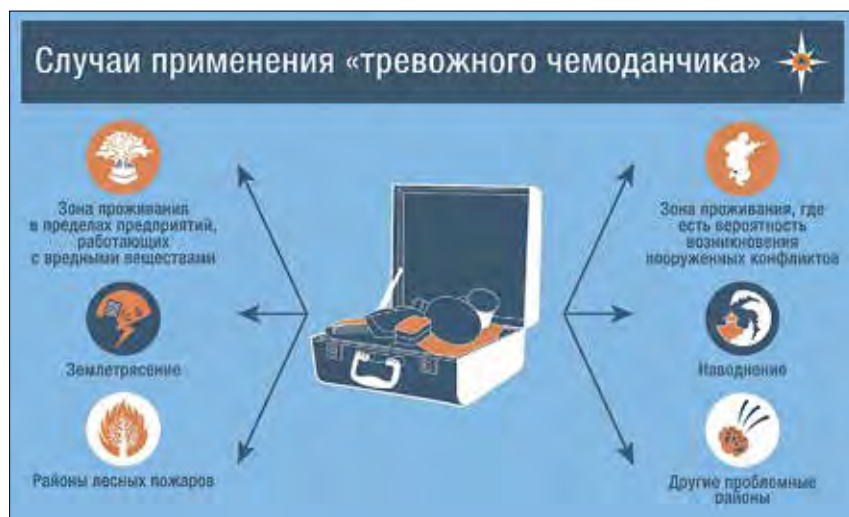 Случаи применения «тревожного чемоданчика»
Зона проживания
в пределах предприятий,
работающих
с вредными веществами
Землетрясение
Районы лесных пожаров
Зона проживания, где
есть вероятность
возникновения
вооруженных конфликтов
Наводнение
Другие проблемные
районы